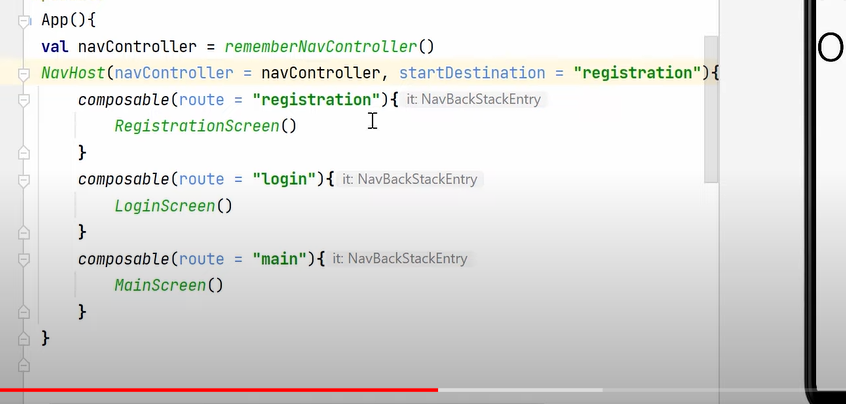 App(){
val navController = rememberNavController()
NavHost(navController = navController, startDestination = "registration"){
composable(route = "registration"){ it: NavBackStackEntry
RegistrationScreen()
}
composable(route = "login"){ it: NavBackStackEntry
LoginScreen()
}
composable(route = "main"){ it: NavBackStackEntry
MainScreen()
}
}